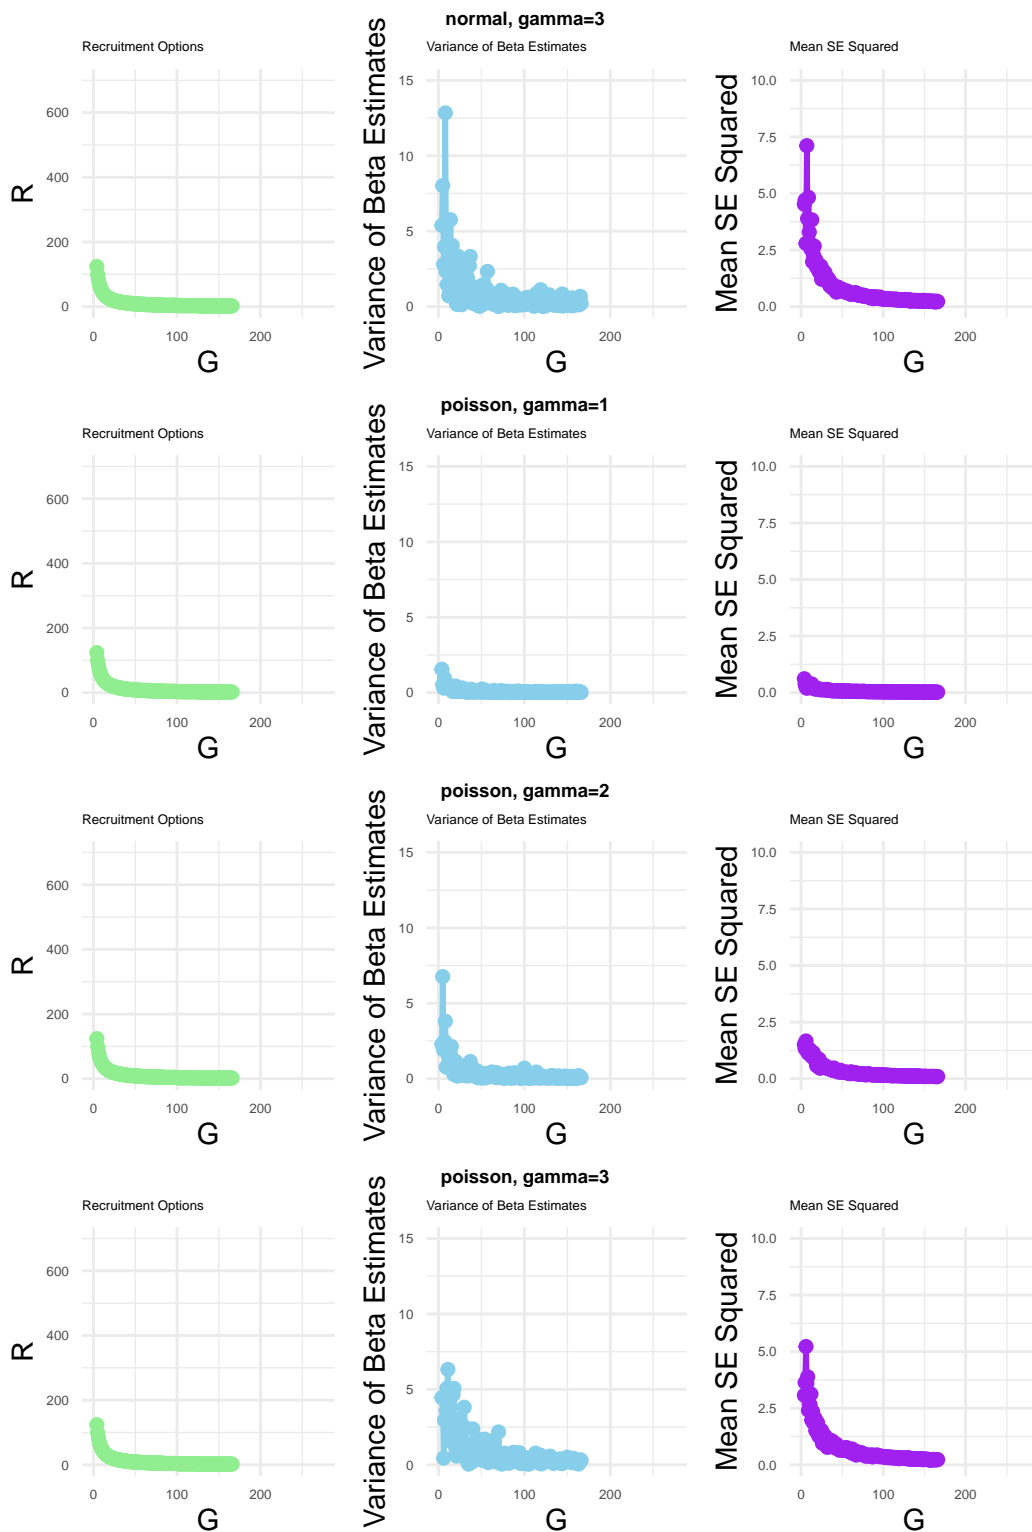 normal, gamma=3
Recruitment Options
Variance of Beta Estimates
Mean SE Squared
R
600
400
200
0
0 100 200
G
Variance of Beta Estimates
15
10
5
0
0 100 200
G
Mean SE Squared
10.0
7.5
5.0
2.5
0.0
0 100 200
G
poisson, gamma=1
Recruitment Options
Variance of Beta Estimates
Mean SE Squared
R
600
400
200
0
0 100 200
G
Variance of Beta Estimates
15
10
5
0
0 100 200
G
Mean SE Squared
10.0
7.5
5.0
2.5
0.0
0 100 200
G
poisson, gamma=2
Recruitment Options
Variance of Beta Estimates
Mean SE Squared
R
600
400
200
0
0 100 200
G
Variance of Beta Estimates
15
10
5
0
0 100 200
G
Mean SE Squared
10.0
7.5
5.0
2.5
0.0
0 100 200
G
poisson, gamma=3
Recruitment Options
Variance of Beta Estimates
Mean SE Squared
R
600
400
200
0
0 100 200
G
Variance of Beta Estimates
15
10
5
0
0 100 200
G
Mean SE Squared
10.0
7.5
5.0
2.5
0.0
0 100 200
G